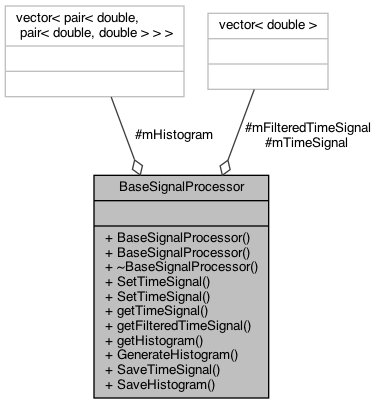 vector< pair< double,
pair< double, double > > >
vector< double >
#mHistogram
#mFilteredTimeSignal
#mTimeSignal
BaseSignalProcessor
+ BaseSignalProcessor()
+ BaseSignalProcessor()
+ ~BaseSignalProcessor()
+ SetTimeSignal()
+ SetTimeSignal()
+ getTimeSignal()
+ getFilteredTimeSignal()
+ getHistogram()
+ GenerateHistogram()
+ SaveTimeSignal()
+ SaveHistogram()